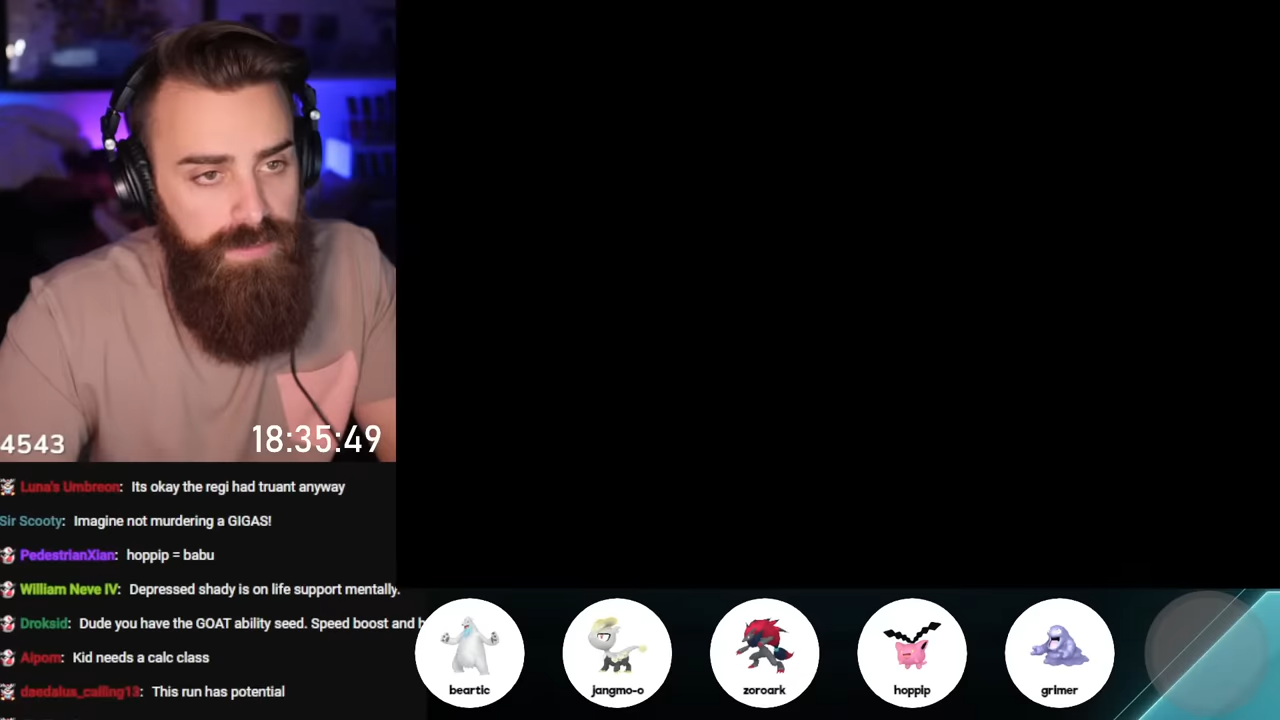 4543
18:35:49
Luna's Umbreon: Its okay the regi had truant anyway
Sir Scooty: Imagine not murdering a GIGAS!
PedestrianXian: hoppip = babu
William Neve IV: Depressed shady is on life support mentally.
Droksid: Dude you have the GOAT ability seed. Speed boost and h
Aipom: Kid needs a calc class
daedalus_calling13: This run has potential
beartic
jangmo-o
zoroark
hoppip
grimer